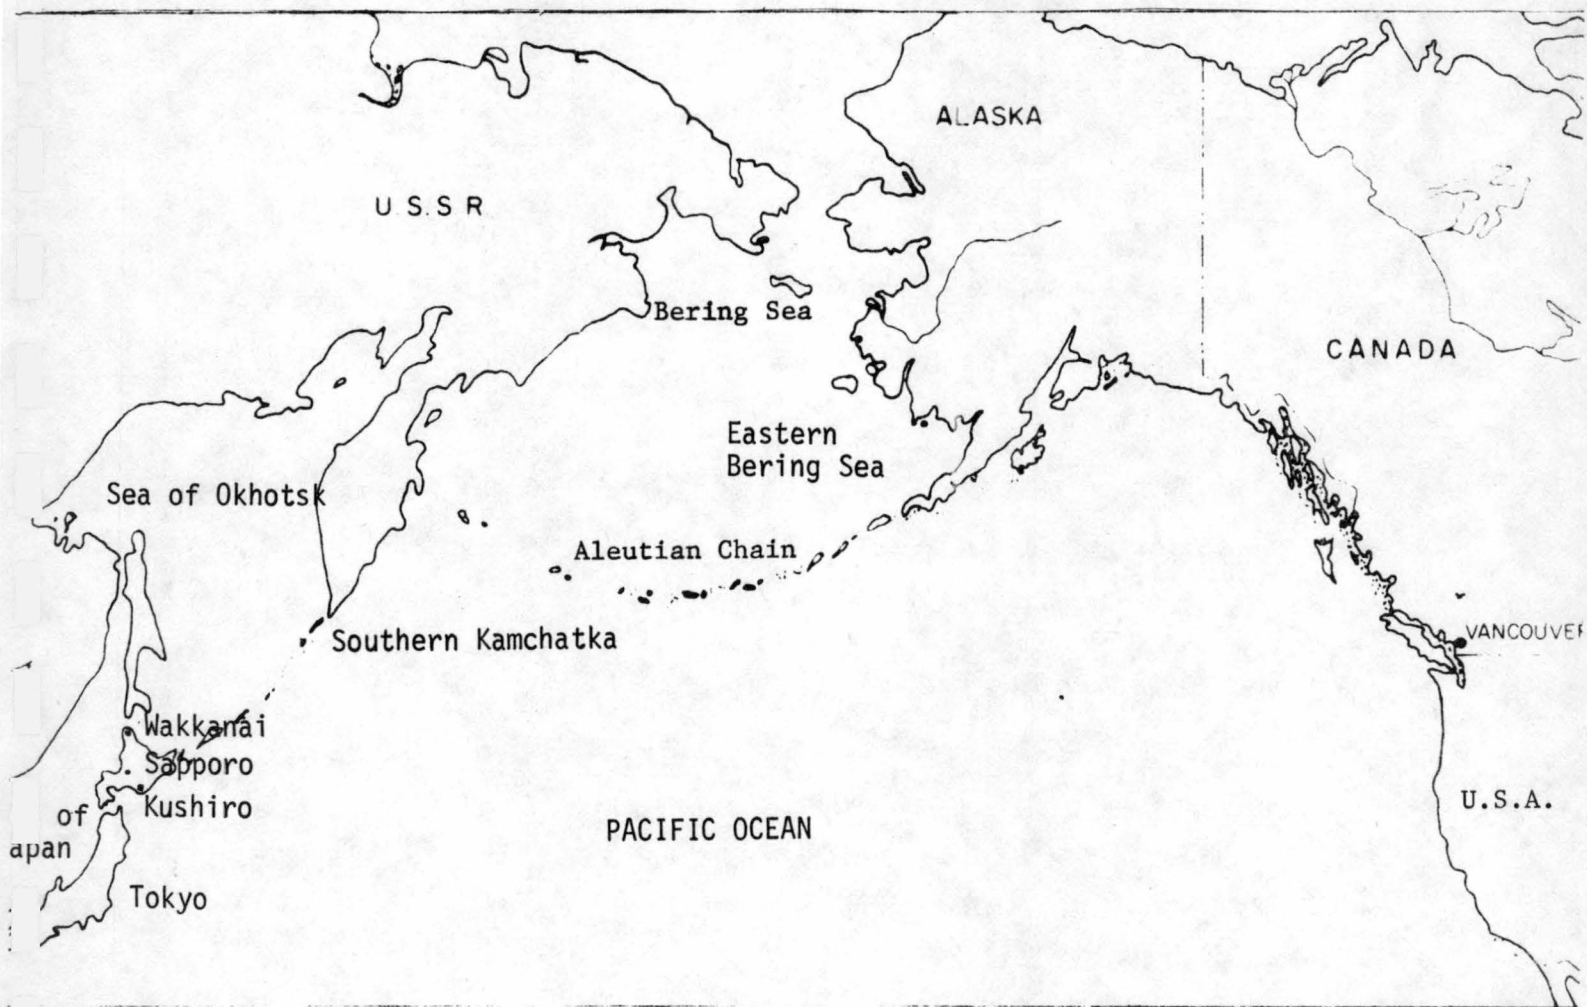 ALASKA
U.S.S R
Bering Sea
CANADA
Eastern
Bering Sea
Sea of Okhotsk
Aleutian Chain
Southern Kamchatka
VANCOUVER
Wakkanai
Sapporo
Kushiro
of
apan
U.S.A.
PACIFIC OCEAN
Tokyo